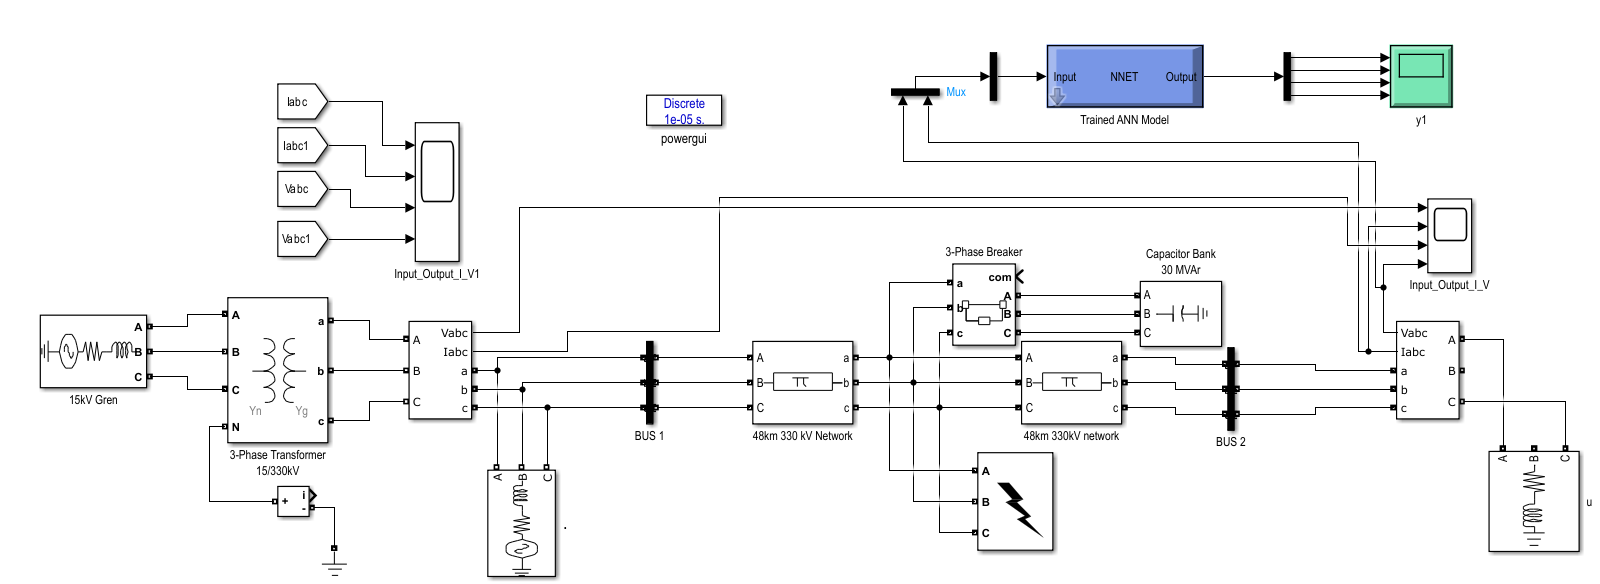 Input
NNET
Output
Mux
Trained ANN Model
y1
Iabc
Iabc1
Vabc
Vabc1
Input_Output_I_V1
Discrete
1e-05 s.
powergui
Input_Output_I_V
3-Phase Breaker
com
a
b
c
A
B
C
Capacitor Bank
30 MVAr
A
B
C
15kV Gren
A
B
C
A
B
C
N
a
b
c
Yn
Yg
3-Phase Transformer
15/330kV
+
i
-
A
B
C
Vabc
Iabc
a
b
c
A
B
C
.
BUS 1
A
B
C
a
b
c
48km 330 kV Network
A
B
C
a
b
c
48km 330kV network
A
B
C
BUS 2
Vabc
Iabc
a
b
c
A
B
C
A
B
C
u